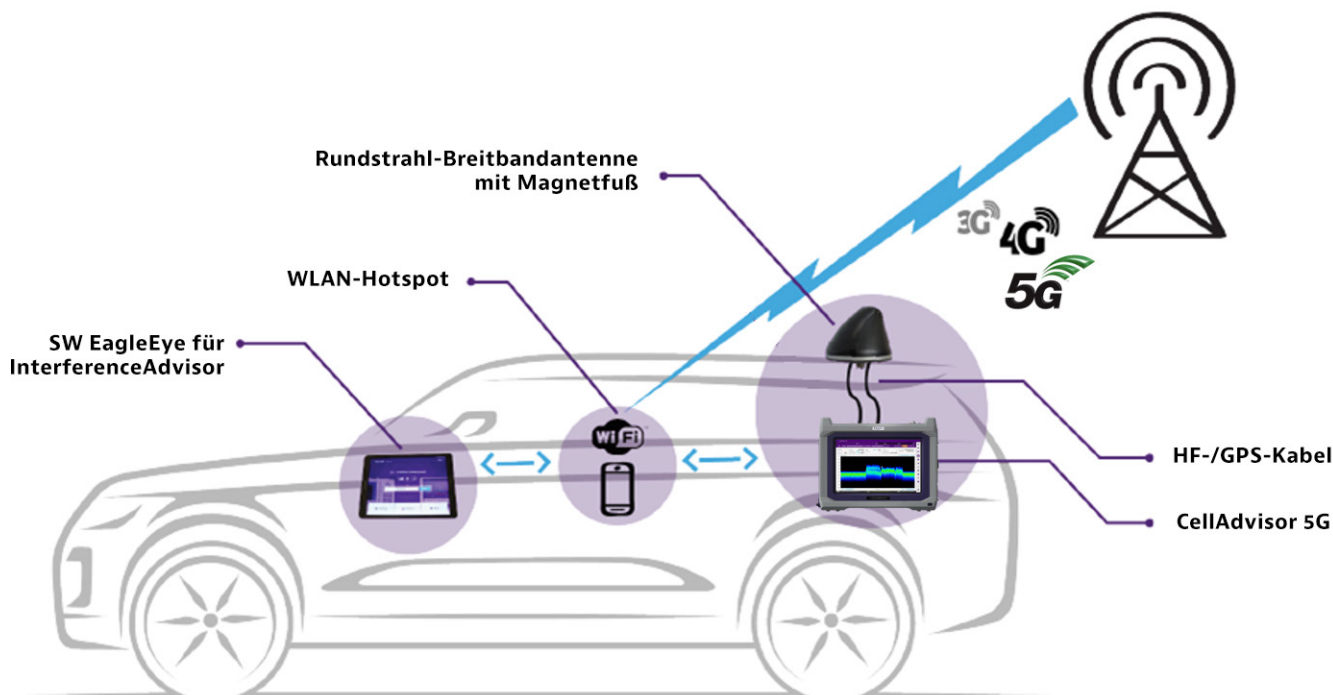 Rundstrahl-Breitbandantenne
mit Magnetfuß
3G
4G
5G
WLAN-Hotspot
SW EagleEye für
InterferenceAdvisor
Wi Fi
HF-/GPS-Kabel
CellAdvisor 5G